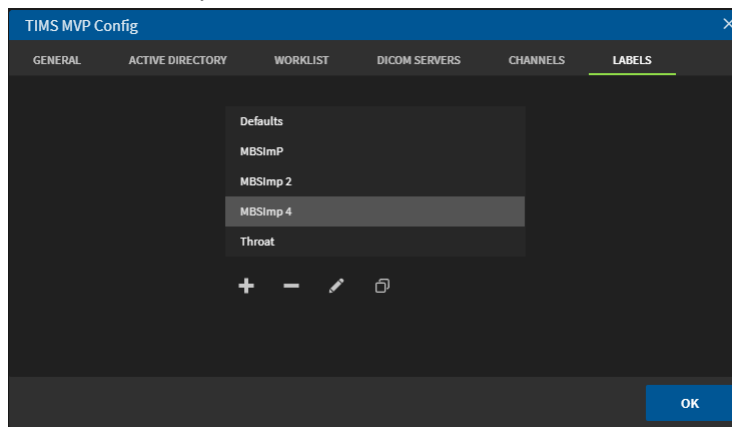 TIMS MVP Config
GENERAL ACTIVE DIRECTORY WORKLIST DICOM SERVERS CHANNELS LABELS
Defaults
MBSImP
MBSImp 2
MBSImp 4
Throat
OK